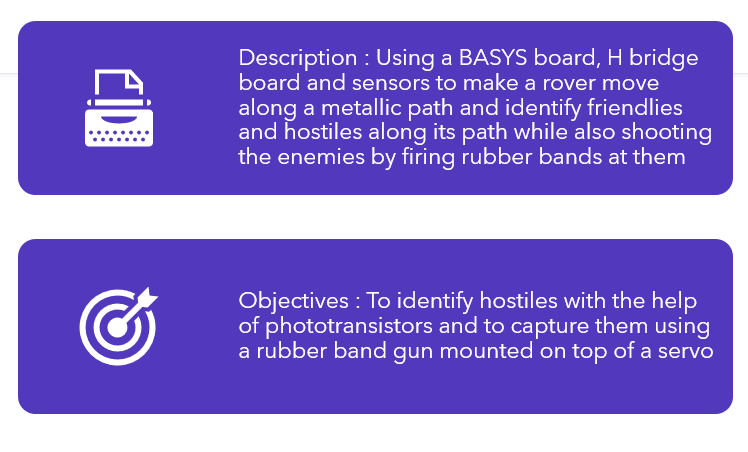 Description : Using a BASYS board, H bridge
board and sensors to make a rover move
along a metallic path and identify friendlies
and hostiles along its path while also shooting
the enemies by firing rubber bands at them
Objectives : To identify hostiles with the help
of phototransistors and to capture them using
a rubber band gun mounted on top of a servo